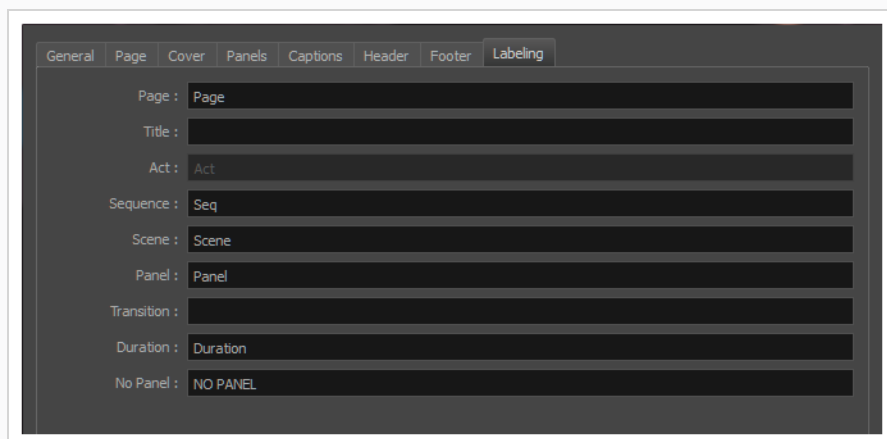 General Page Cover Panels Captions Header Footer Labeling
Page : Page
Title :
Act : Act
Sequence : Seq
Scene : Scene
Panel : Panel
Transition :
Duration : Duration
No Panel : NO PANEL